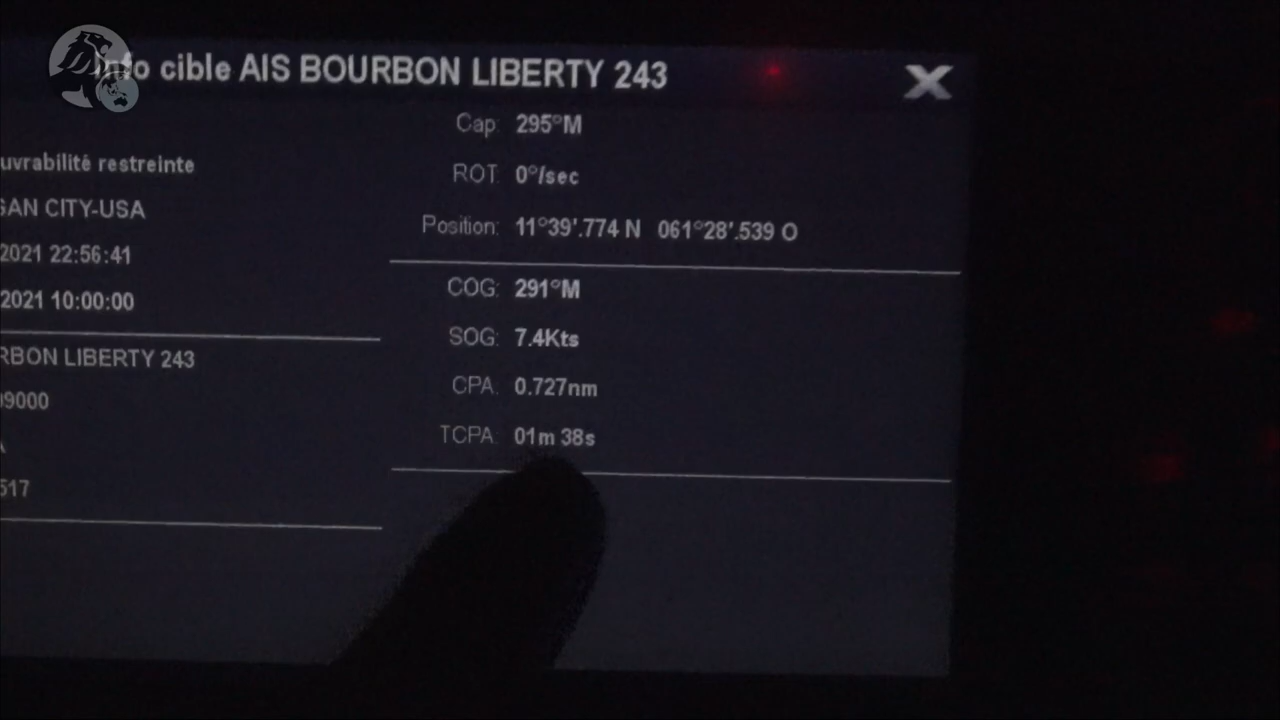 Info cible AIS BOURBON LIBERTY 243
uvrabilité restreinte
SAN CITY-USA
2021 22:56:41
2021 10:00:00
RBON LIBERTY 243
9000
517
Cap: 295°M
ROT: 0°/sec
Position: 11°39'.774 N 061°28'.539 O
COG: 291°M
SOG: 7.4Kts
CPA: 0.727nm
TCPA: 01m 38s